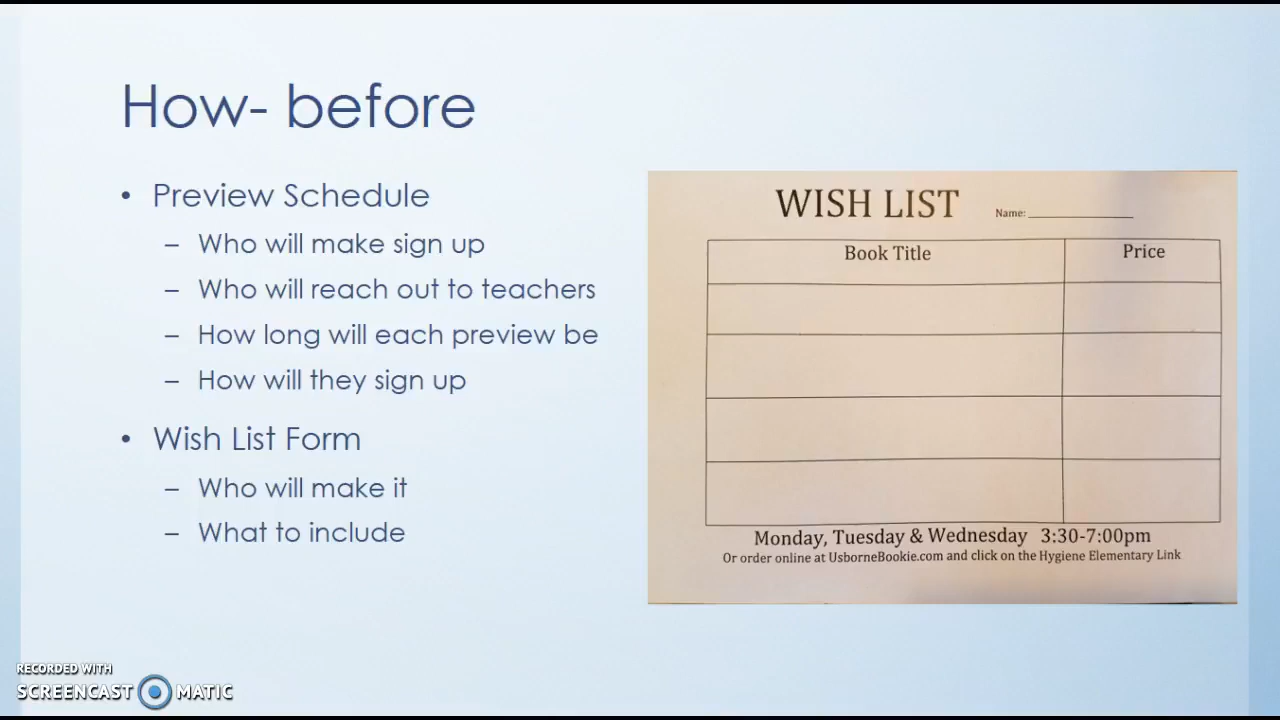 How- before
• Preview Schedule
– Who will make sign up
– Who will reach out to teachers
– How long will each preview be
– How will they sign up
• Wish List Form
– Who will make it
– What to include
WISH LIST Name: ____________
Book Title Price
Monday, Tuesday & Wednesday 3:30-7:00pm
Or order online at UsborneBookie.com and click on the Hygiene Elementary Link
RECORDED WITH
SCREENCAST MATIC